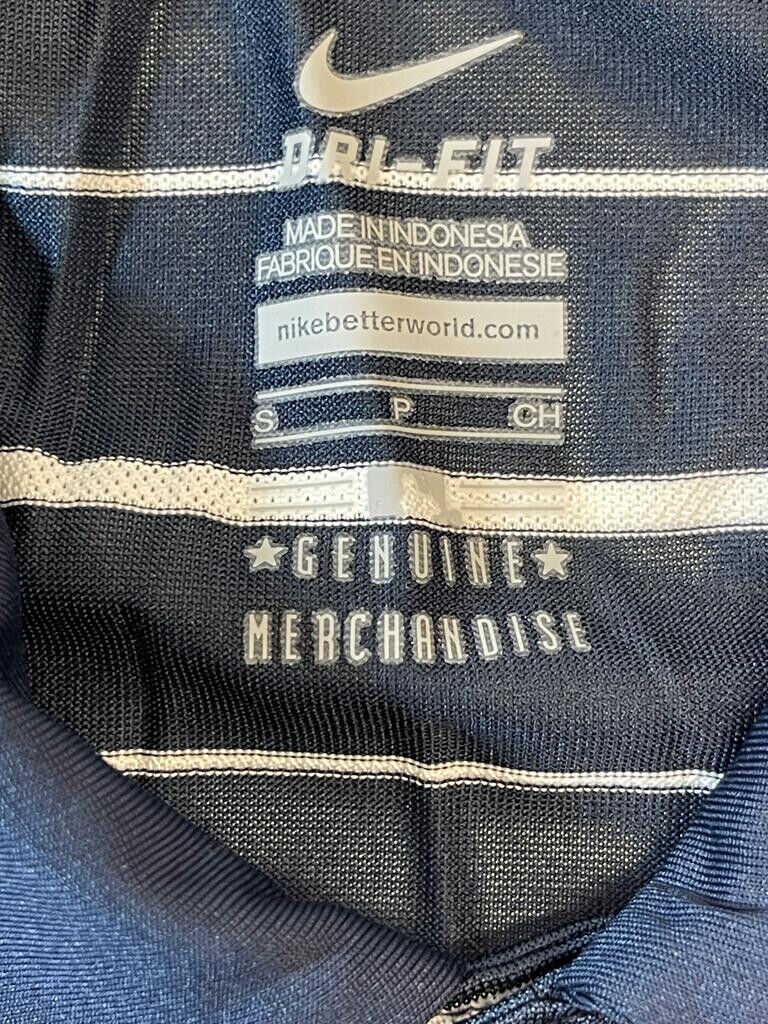 DRI-FIT
MADE IN INDONESIA
FABRIQUE EN INDONESIE
nikebetterworld.com
S P CH
★GENUINE★
MERCHANDISE